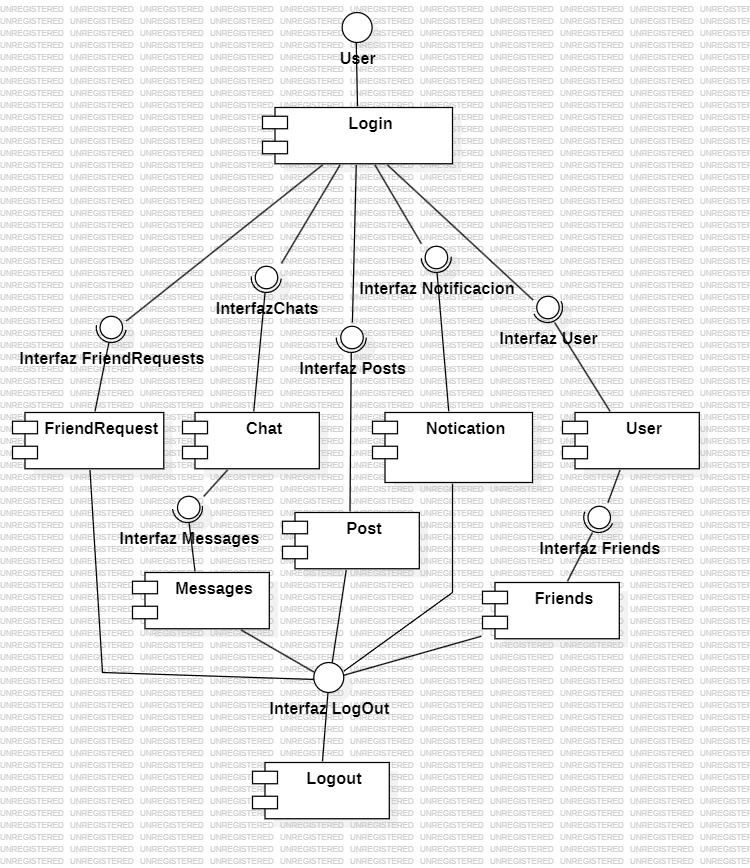 User
Login
Interfaz Notificacion
InterfazChats
Interfaz User
Interfaz FriendRequests
Interfaz Posts
FriendRequest
Chat
Notication
User
Post
Interfaz Messages
Interfaz Friends
Messages
Friends
Interfaz LogOut
Logout
UNREGISTERED